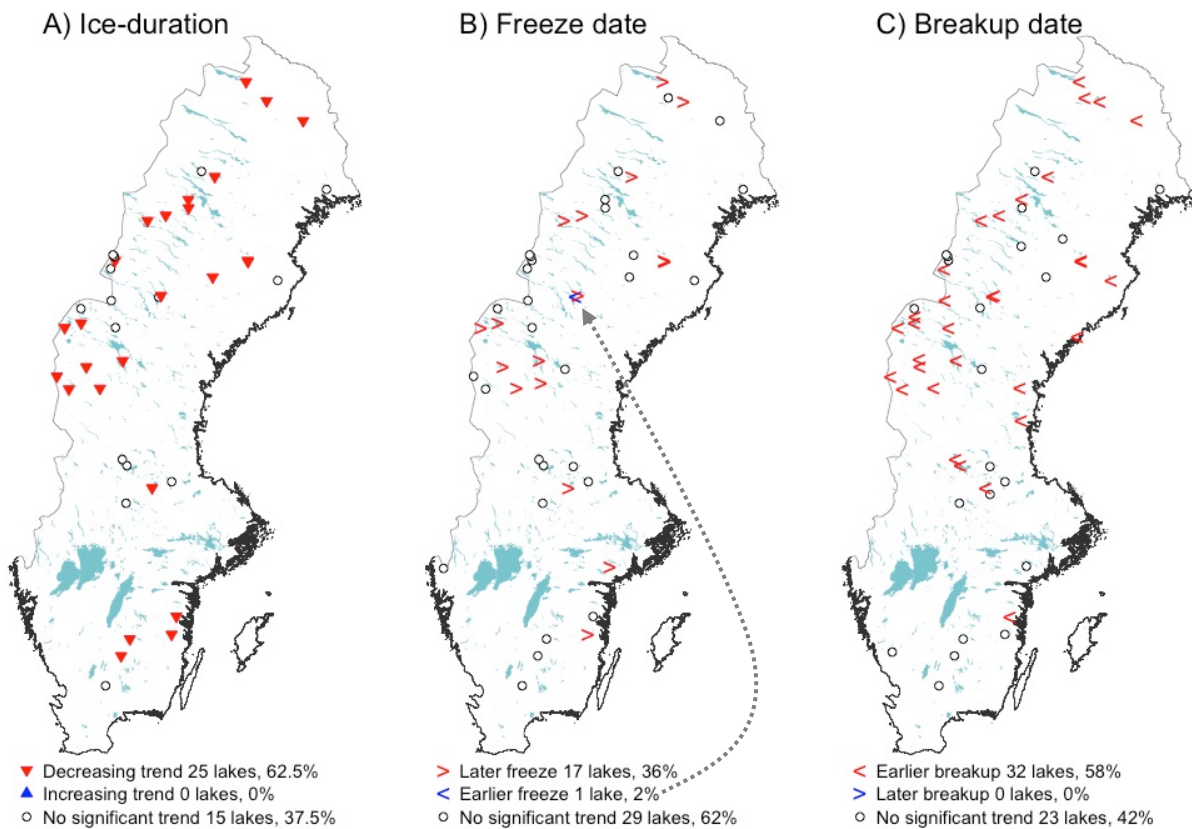 A) Ice-duration
B) Freeze date
C) Breakup date
Decreasing trend 25 lakes, 62.5%
Increasing trend 0 lakes, 0%
No significant trend 15 lakes, 37.5%
Later freeze 17 lakes, 36%
Earlier freeze 1 lake, 2%
No significant trend 29 lakes, 62%
Earlier breakup 32 lakes, 58%
Later breakup 0 lakes, 0%
No significant trend 23 lakes, 42%